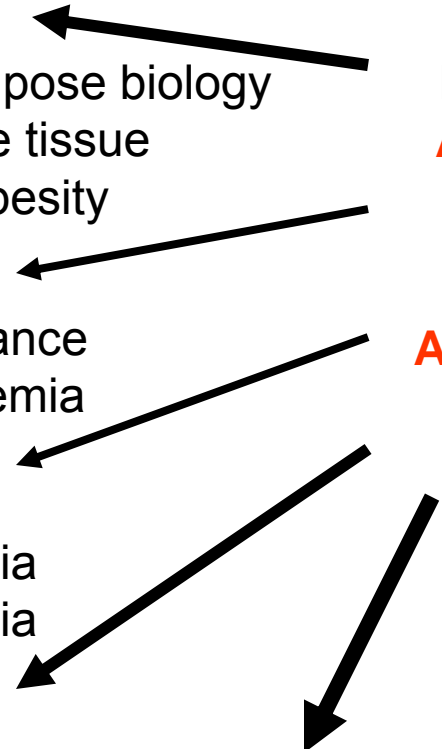 pose biology
e tissue
A
besity
ance
A
emia
ia
ia